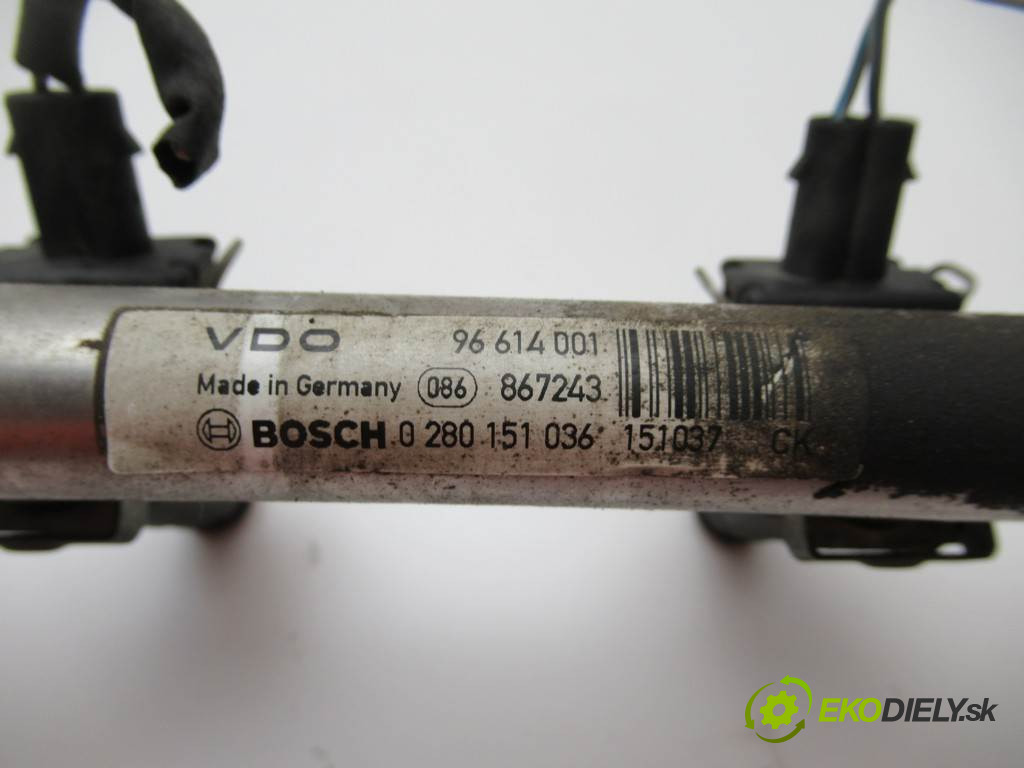 VDO 96 614 001
Made in Germany 086 867243
BOSCH 0 280 151 036 151037 CK
EKODIELY.sk